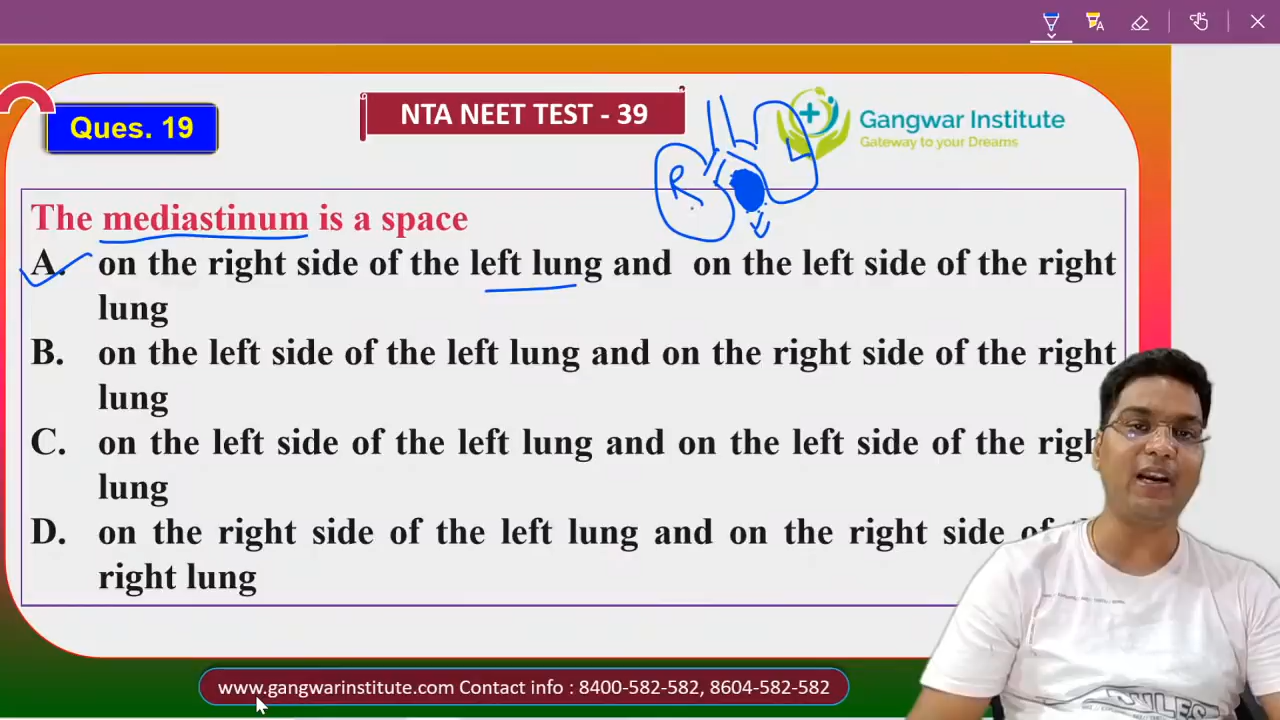 Ques. 19
NTA NEET TEST - 39
Gangwar Institute
Gateway to your Dreams
R
L
The mediastinum is a space
A. on the right side of the left lung and on the left side of the right
lung
B. on the left side of the left lung and on the right side of the right
lung
C. on the left side of the left lung and on the left side of the righ
lung
D. on the right side of the left lung and on the right side of
right lung
www.gangwarinstitute.com Contact info : 8400-582-582, 8604-582-582